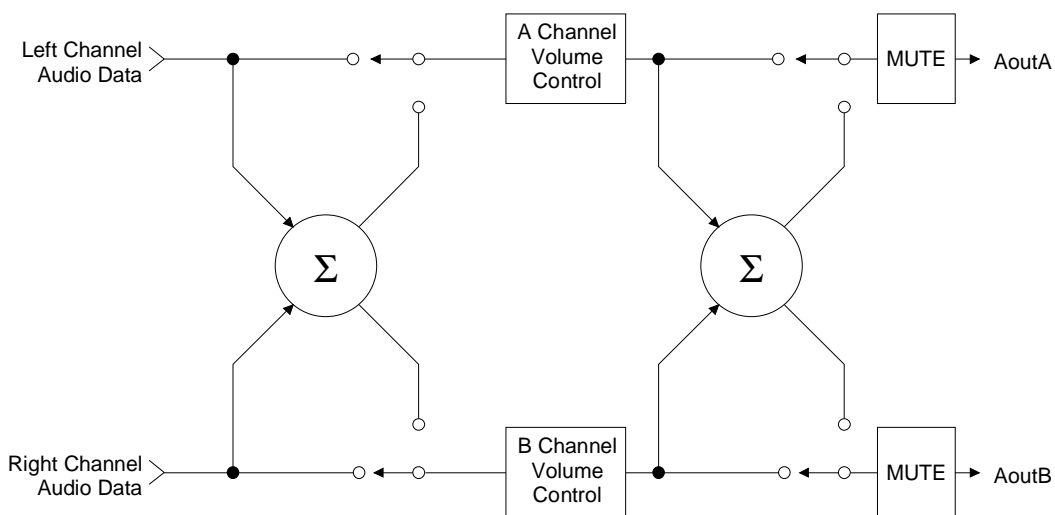 Left Channel
Audio Data
A Channel
Volume
Control
MUTE
AoutA
Σ
Σ
Right Channel
Audio Data
B Channel
Volume
Control
MUTE
AoutB